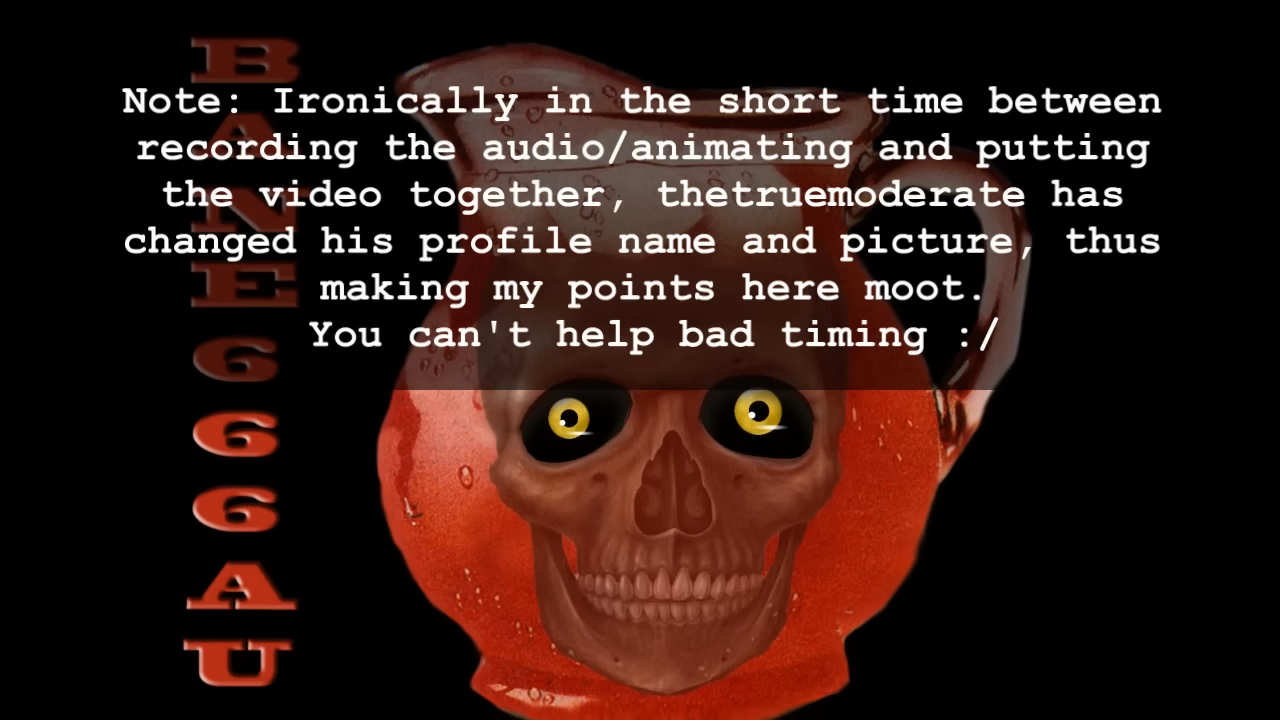 BANE666AU
Note: Ironically in the short time between
recording the audio/animating and putting
the video together, thetruemoderate has
changed his profile name and picture, thus
making my points here moot.
You can't help bad timing :/